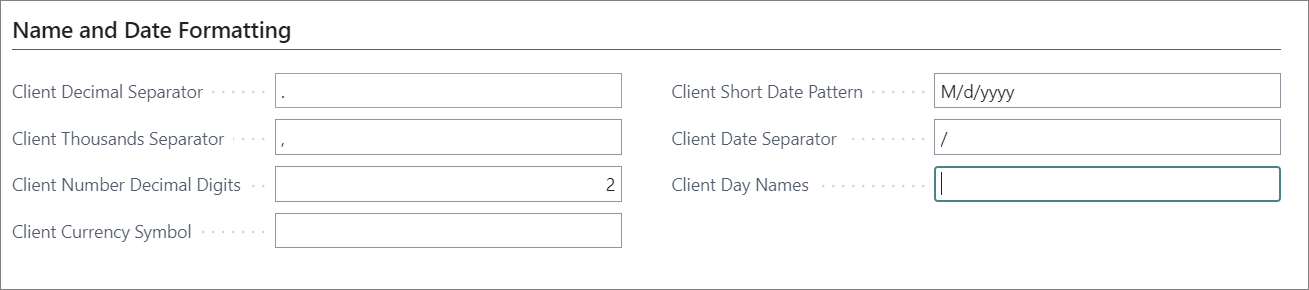 Name and Date Formatting
Client Decimal Separator .
Client Thousands Separator ,
Client Number Decimal Digits 2
Client Currency Symbol
Client Short Date Pattern M/d/yyyy
Client Date Separator /
Client Day Names